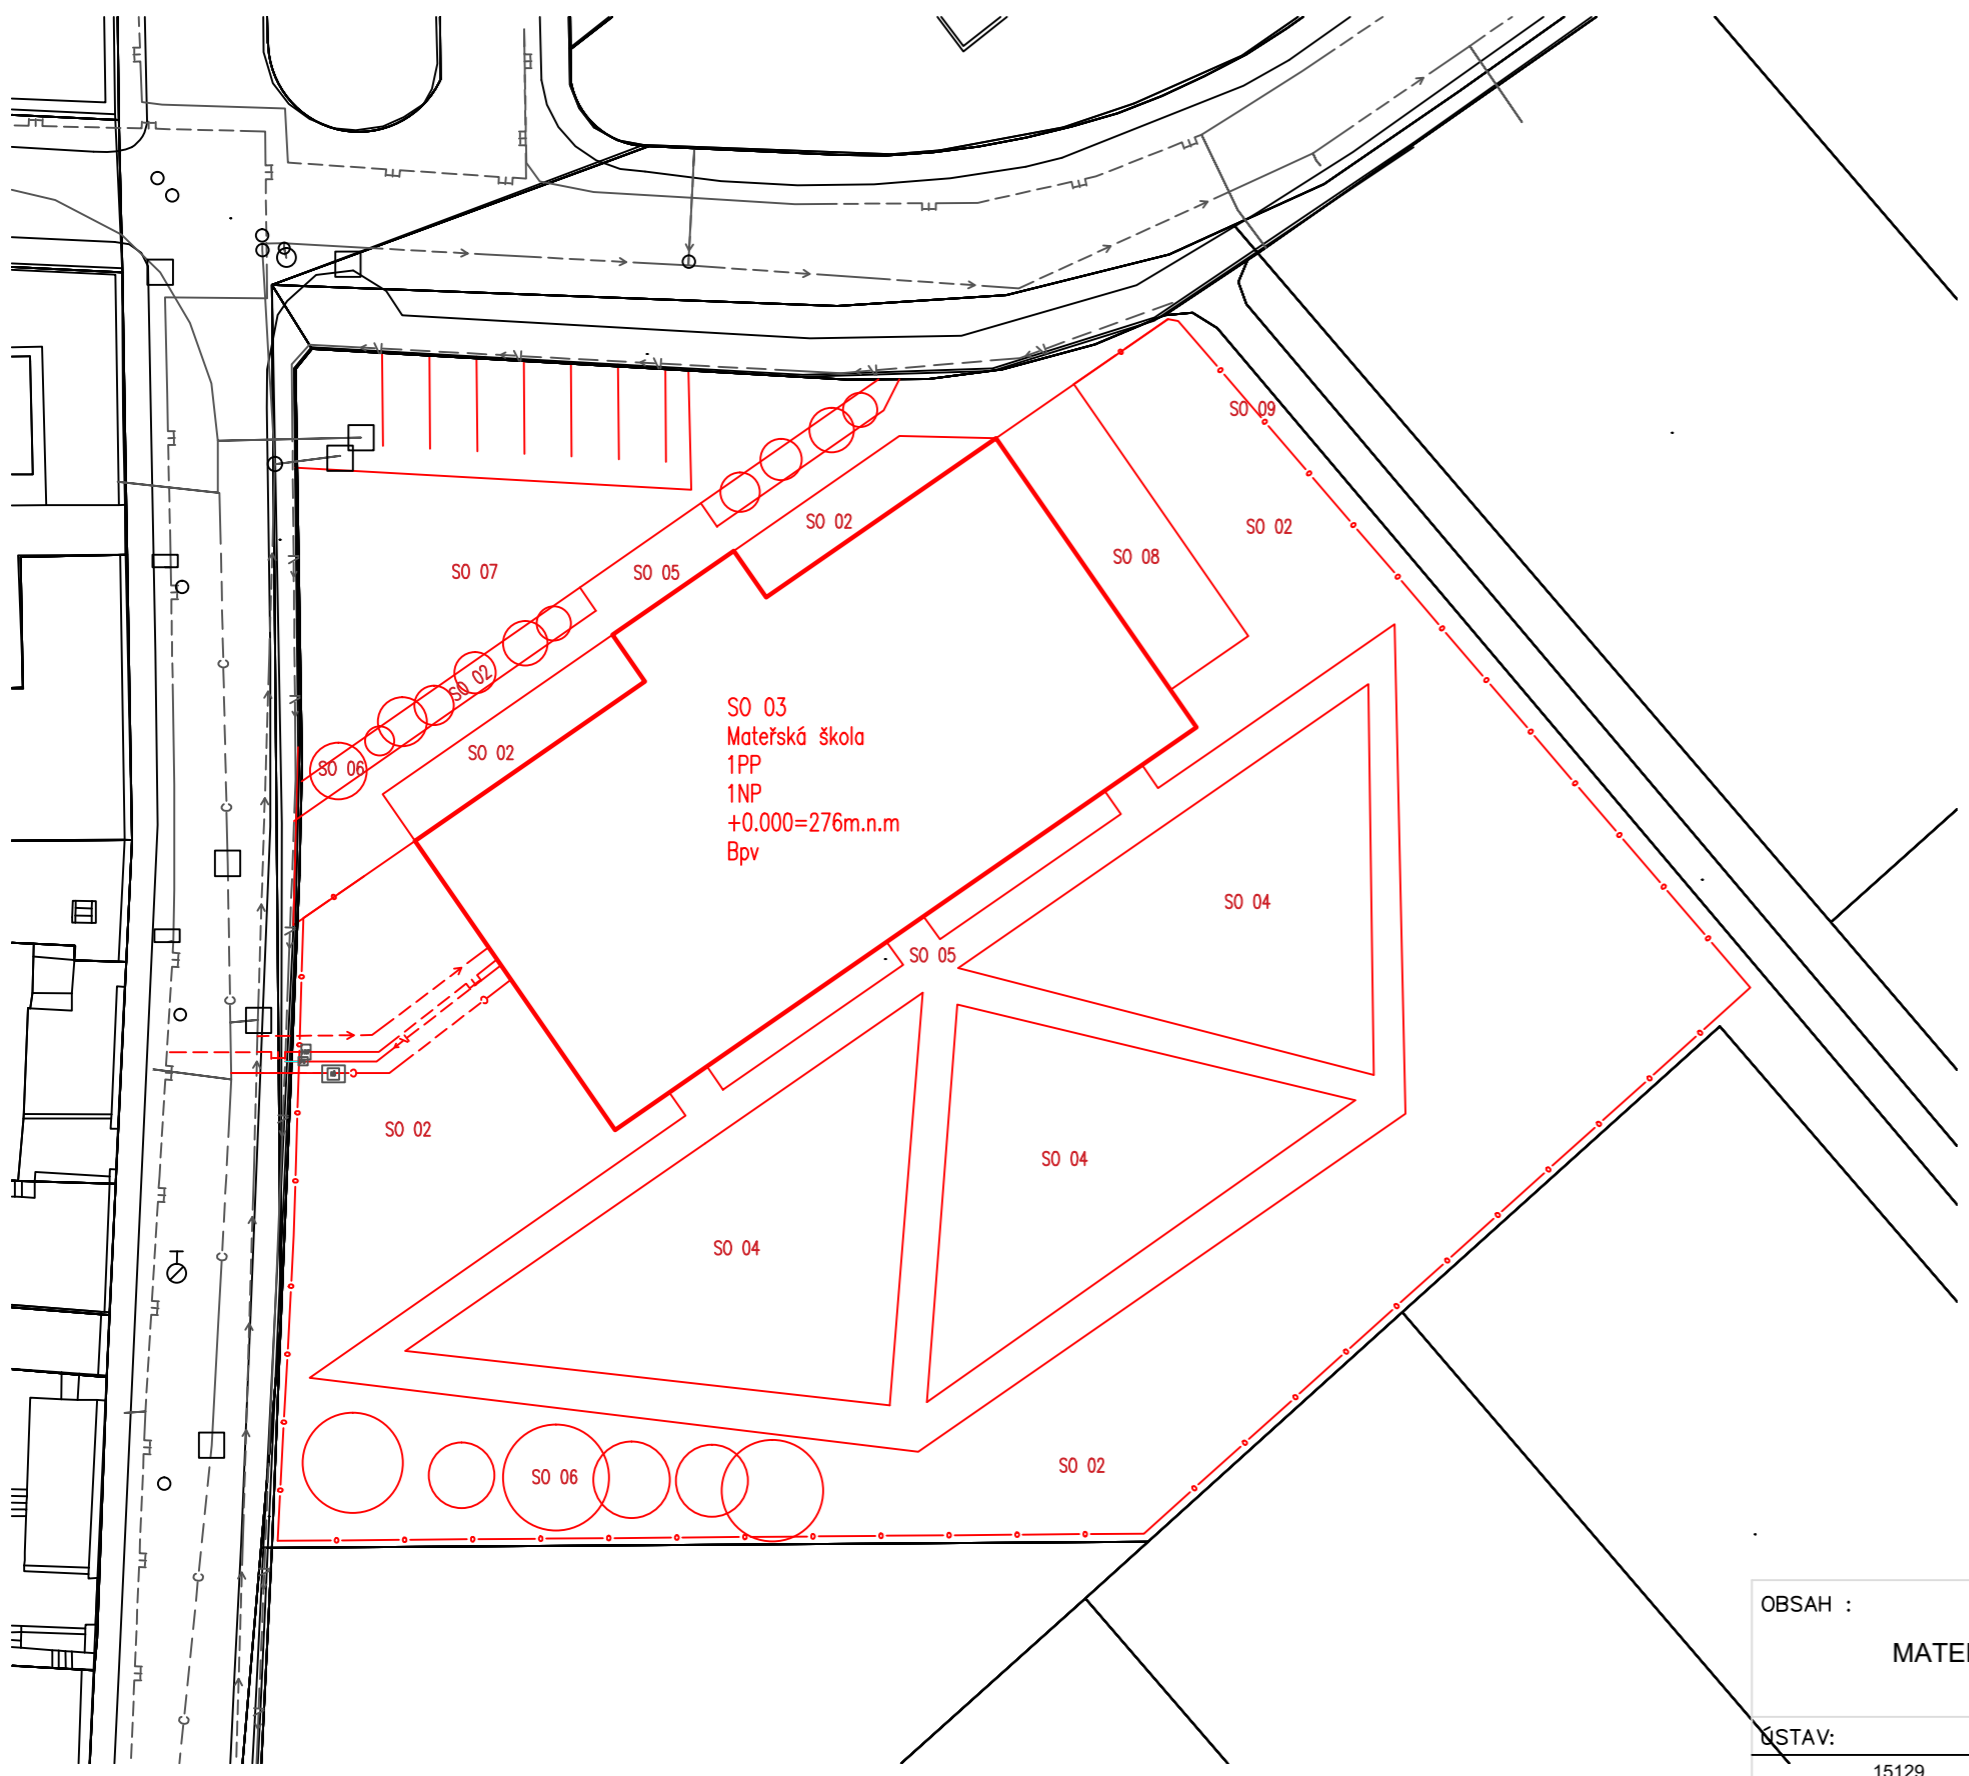 SO 09
SO 02
SO 02
SO 08
SO 07
SO 05
SO 02
SO 02
SO 06
SO 03
Mateřská škola
1PP
1NP
+0.000=276m.n.m
Bpv
SO 04
SO 05
SO 02
SO 04
SO 04
SO 02
SO 06
OBSAH :
ÚSTAV:
15129